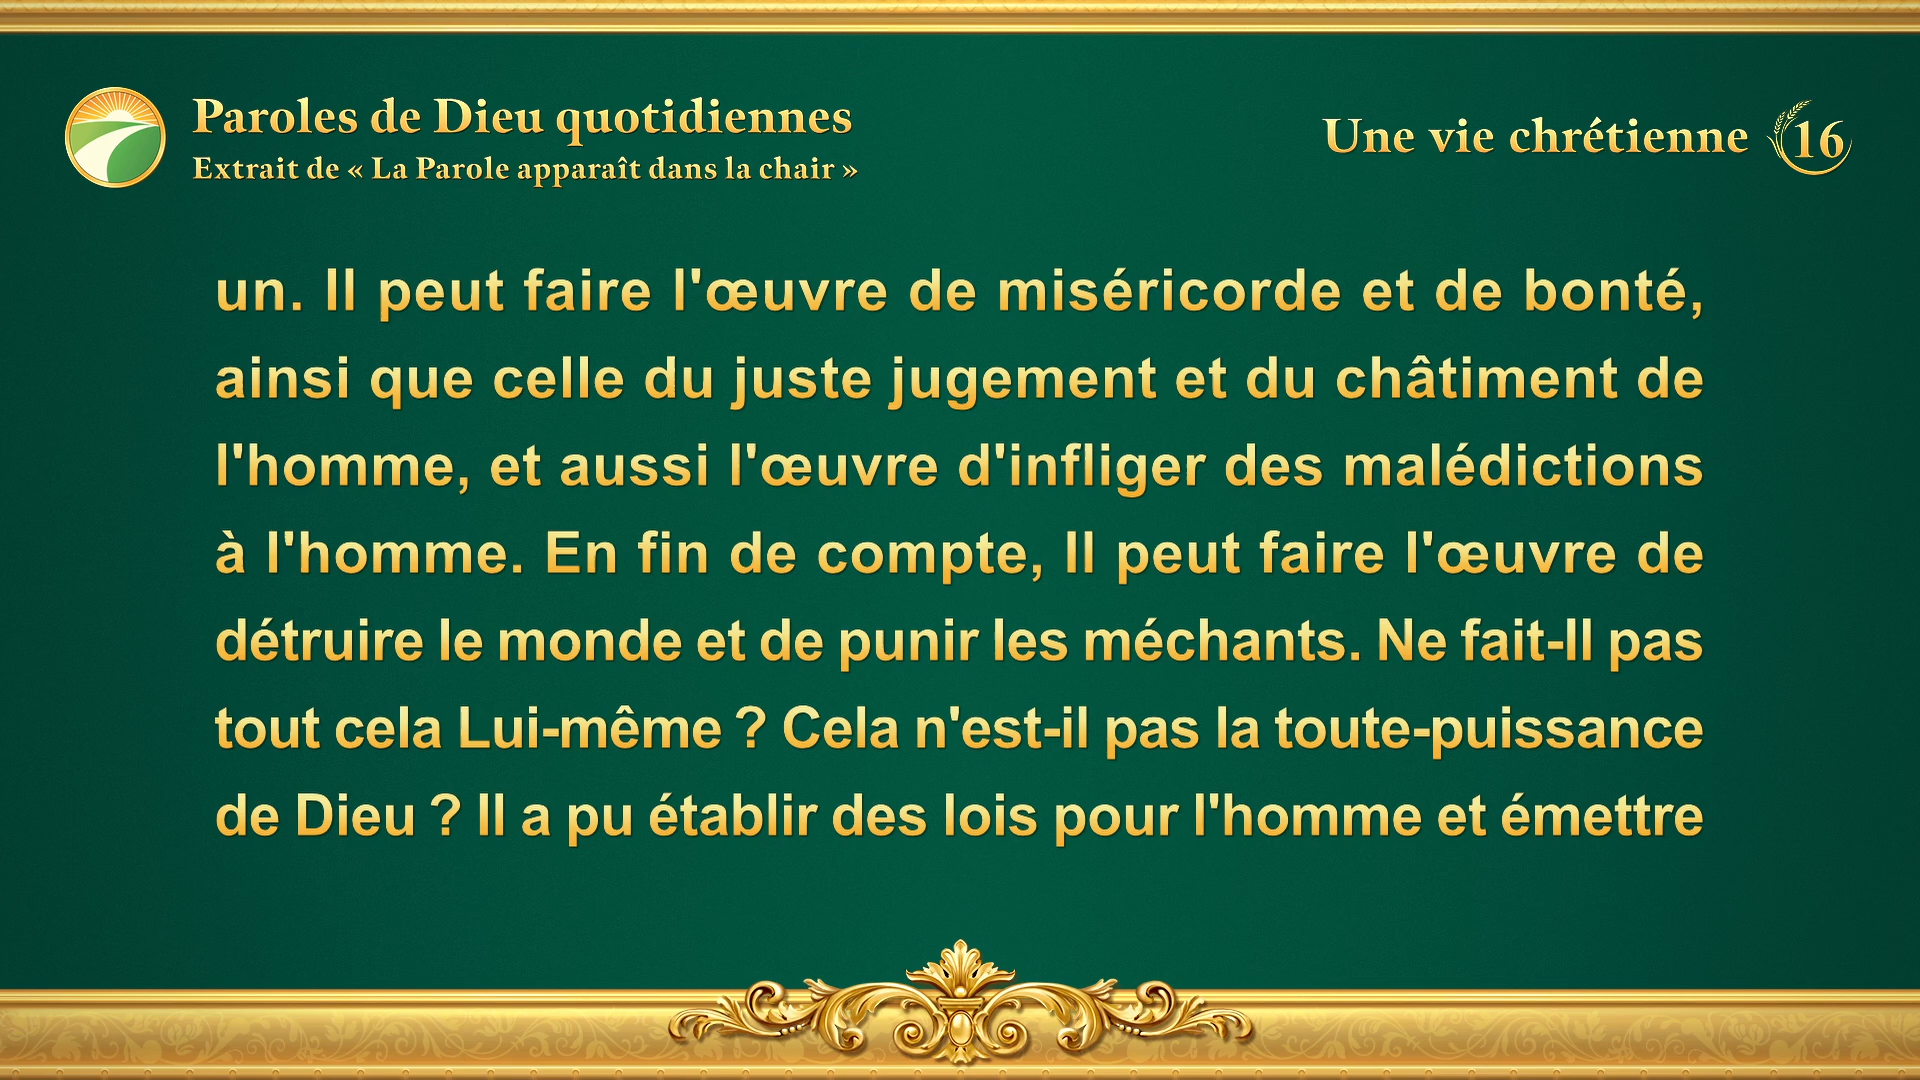 Paroles de Dieu quotidiennes
Extrait de « La Parole apparaît dans la chair »
Une vie chrétienne 16
un. Il peut faire l'œuvre de miséricorde et de bonté,
ainsi que celle du juste jugement et du châtiment de
l'homme, et aussi l'œuvre d'infliger des malédictions
à l'homme. En fin de compte, Il peut faire l'œuvre de
détruire le monde et de punir les méchants. Ne fait-Il pas
tout cela Lui-même ? Cela n'est-il pas la toute-puissance
de Dieu ? Il a pu établir des lois pour l'homme et émettre